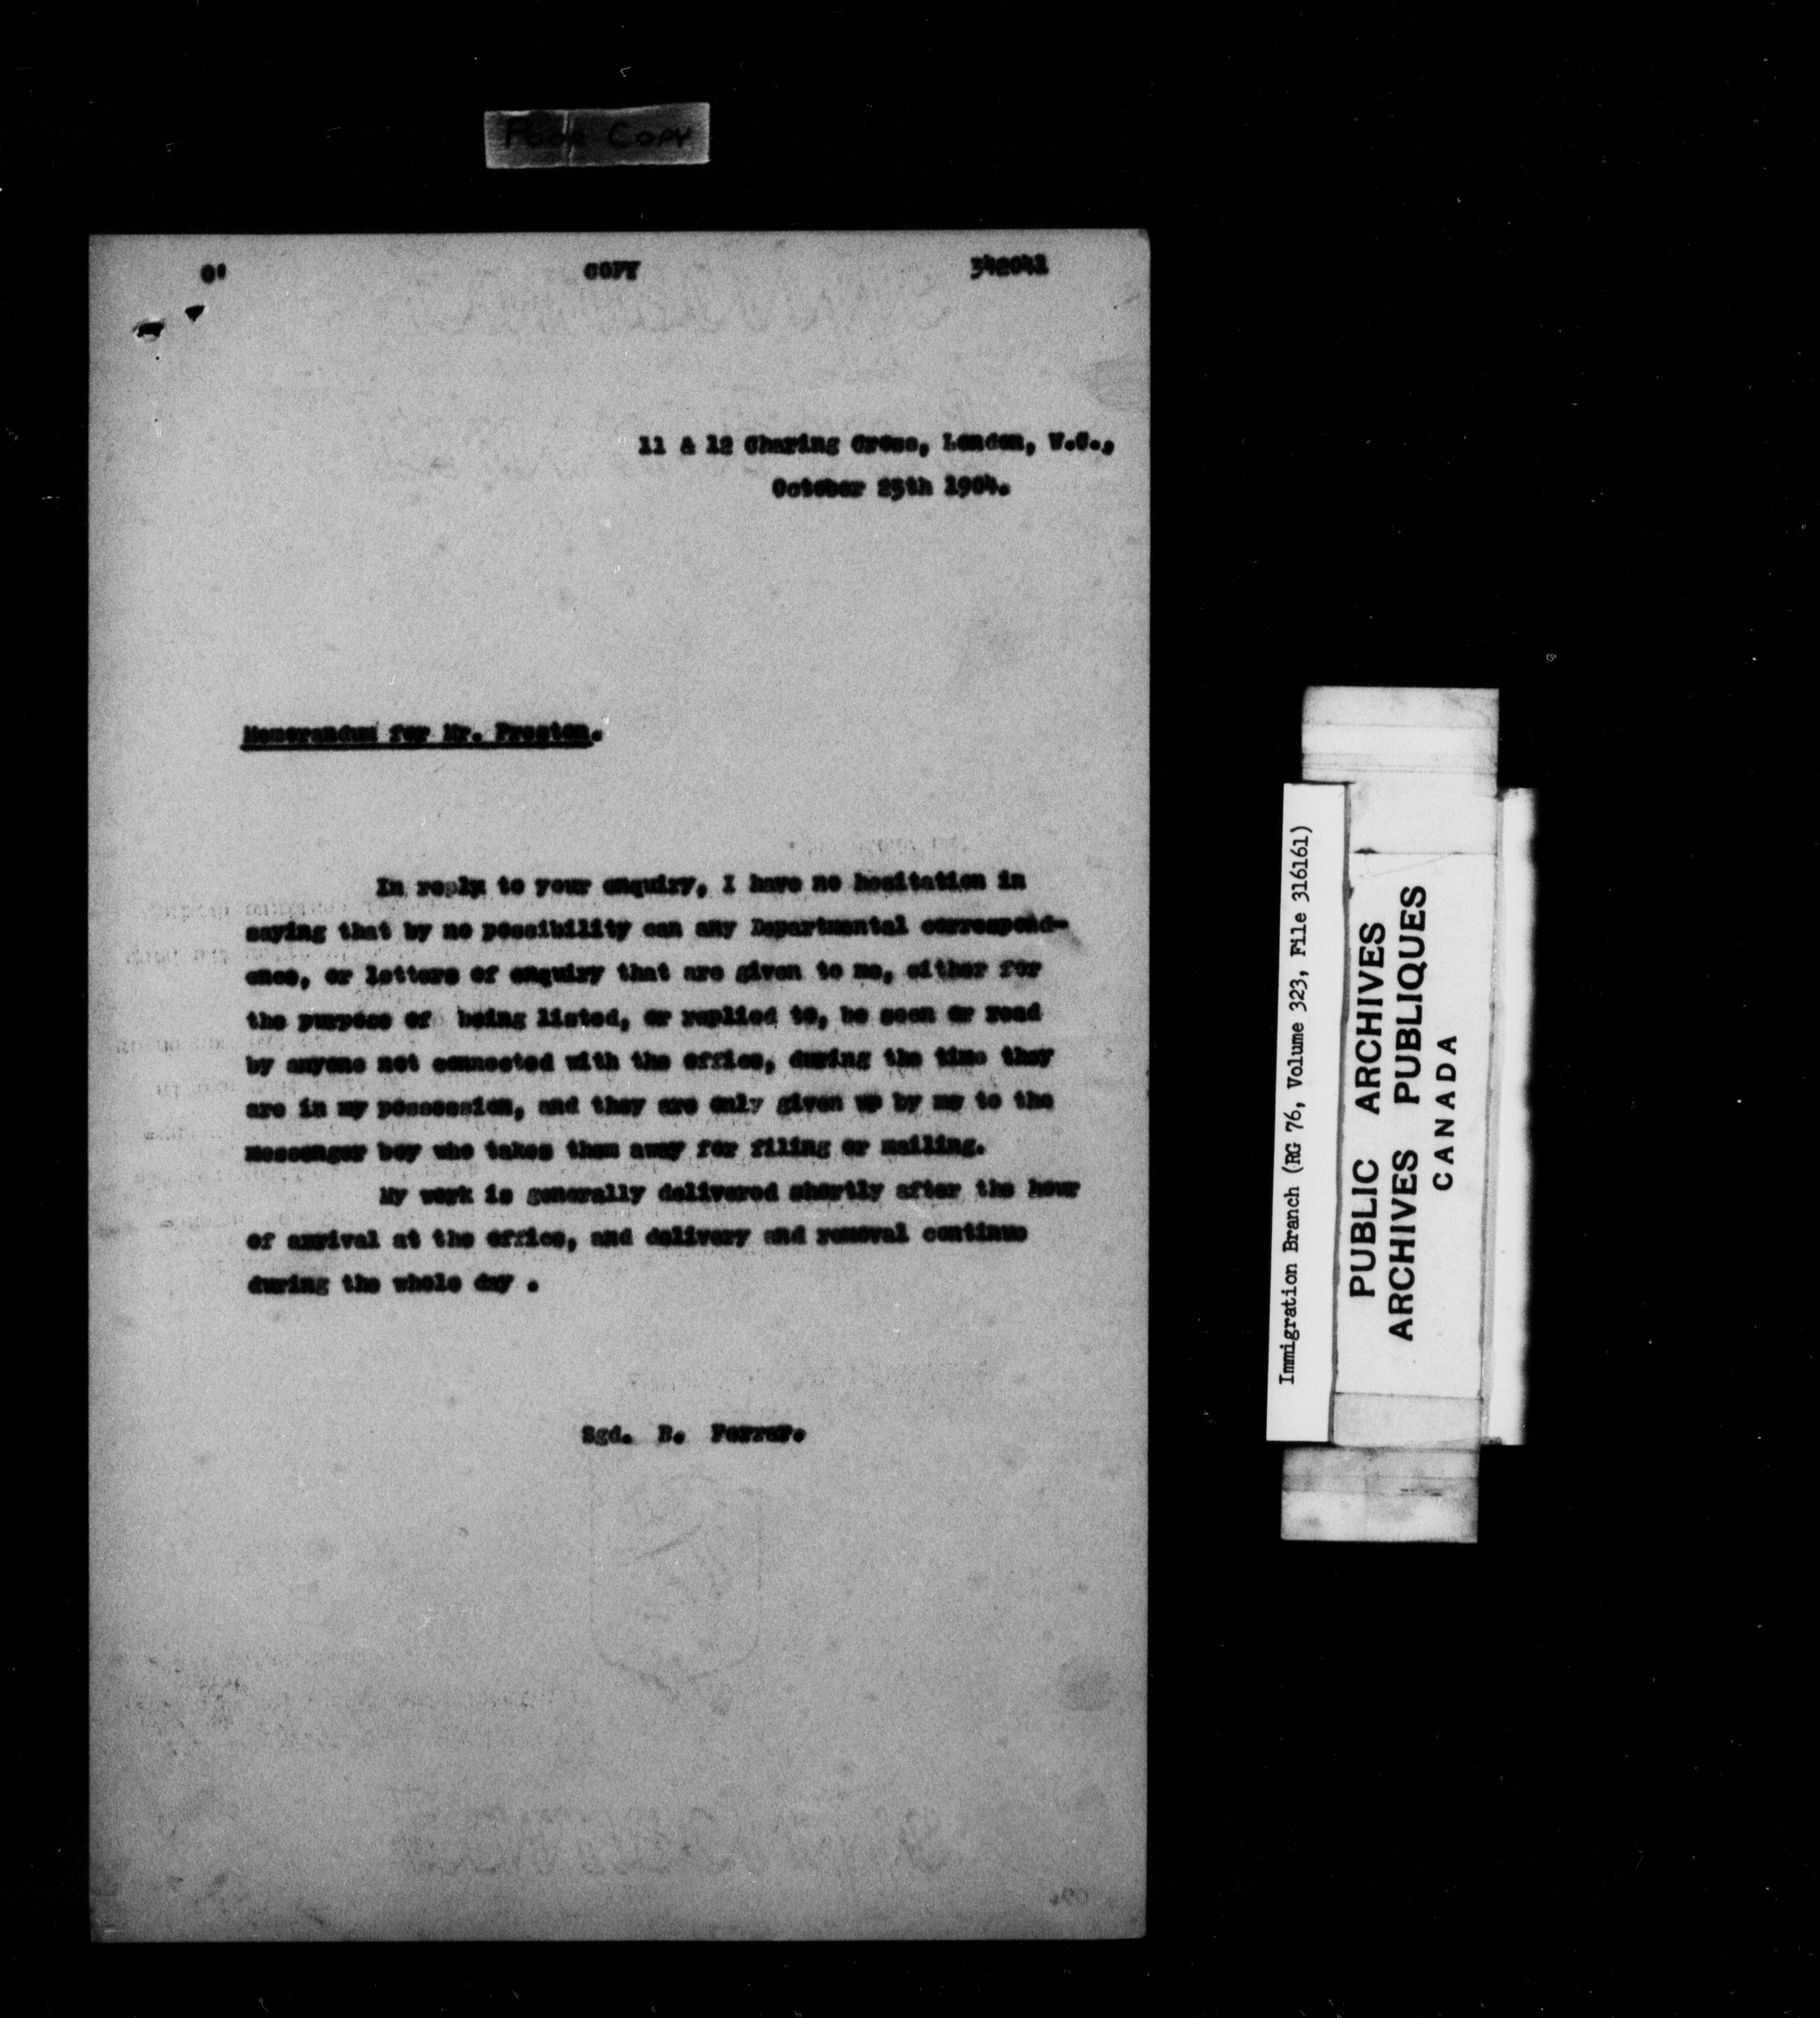 Poor Copy
COPY
342041
11 & 12 Charing Cross, London, W.C.,
October 25th 1904.
Memorandum for Mr. Preston.
In reply to your enquiry, I have no hesitation in
saying that by no possibility can any Departmental correspond-
ence, or letters of enquiry that are given to me, either for
the purpose of being listed, or replied to, be seen or read
by anyone not connected with the office, during the time they
are in my possession, and they are only given up by me to the
messenger boy who takes them away for filing or mailing.
My work is generally delivered shortly after the hour
of arrival at the office, and delivery and removal continue
during the whole day .
Sgd. B. Farrar.
Immigration Branch (RG 76, Volume 323, File 316161)
PUBLIC ARCHIVES
ARCHIVES PUBLIQUES
CANADA